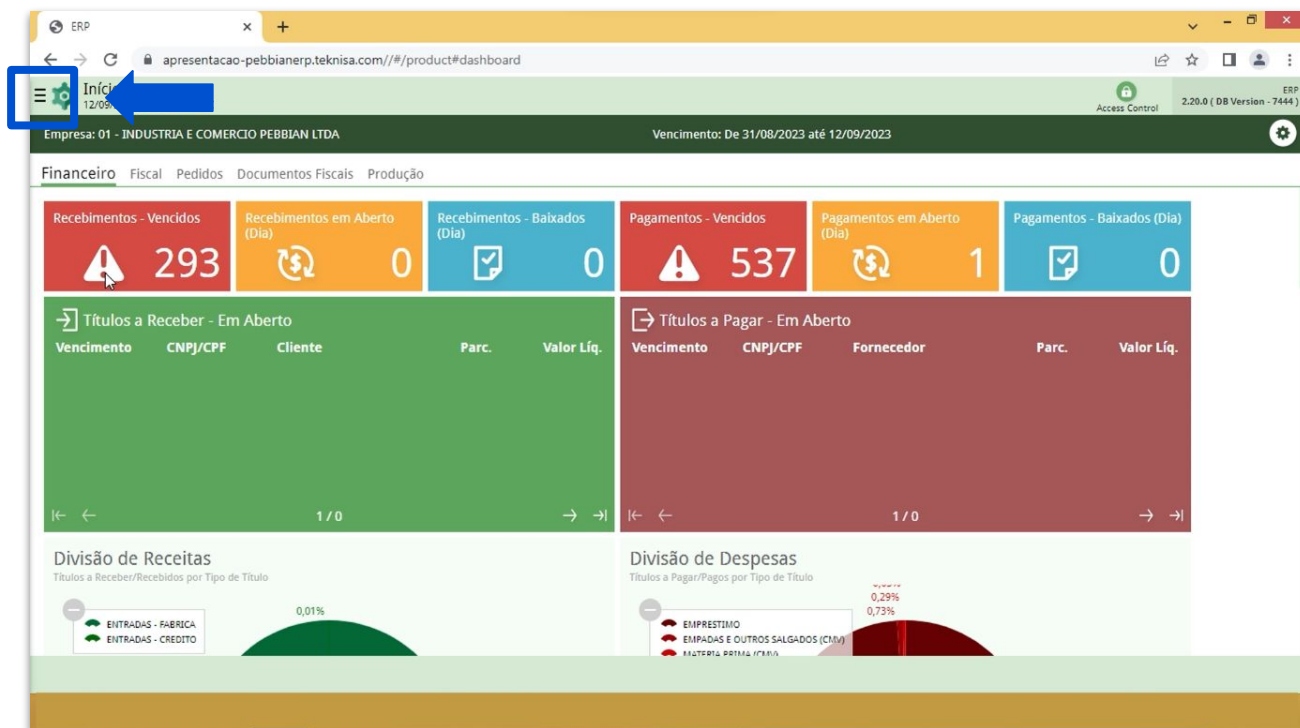 ERP
apresentacao-pebbianerp.teknisa.com//#/product#dashboard
12/09/
Access Control
ERP
2.20.0 ( DB Version - 7444 )
Empresa: 01 - INDUSTRIA E COMERCIO PEBBIAN LTDA
Vencimento: De 31/08/2023 até 12/09/2023
Financeiro Fiscal Pedidos Documentos Fiscais Produção
Recebimentos - Vencidos
293
Recebimentos em Aberto
(Dia)
0
Recebimentos - Baixados
(Dia)
0
Pagamentos - Vencidos
537
Pagamentos em Aberto
(Dia)
1
Pagamentos - Baixados (Dia)
0
Títulos a Receber - Em Aberto
Vencimento CNPJ/CPF Cliente Parc. Valor Líq.
1 / 0
Títulos a Pagar - Em Aberto
Vencimento CNPJ/CPF Fornecedor Parc. Valor Líq.
1 / 0
Divisão de Receitas
Títulos a Receber/Recebidos por Tipo de Título
0,01%
ENTRADAS - FABRICA
ENTRADAS - CREDITO
Divisão de Despesas
Títulos a Pagar/Pagos por Tipo de Título
0,29%
0,73%
EMPRESTIMO
EMPADAS E OUTROS SALGADOS (CMV)
MATERIA PRIMA (CMV)